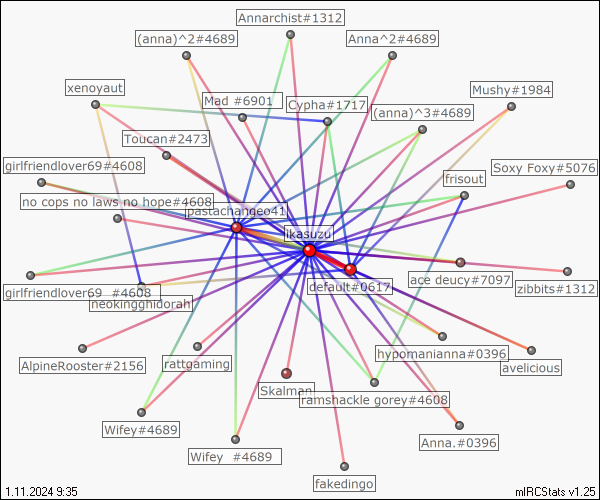 Annarchist#1312
(anna)^2#4689
Anna^2#4689
xenoyaut
Mushy#1984
Mad #6901
Cypha#1717
(anna)^3#4689
Toucan#2473
girlfriendlover69#4608
Soxy Foxy#5076
frisout
no cops no laws no hope#4608
pastachangeo41
ikasuzu
ace deucy#7097
default#0617
zibbits#1312
girlfriendlover69 #4608
neokingghidorah
hypomanianna#0396
AlpineRooster#2156
rattgaming
avelicious
Skalman
ramshackle gorey#4608
Wifey#4689
Anna.#0396
Wifey #4689
fakedingo
1.11.2024 9:35
mIRCStats v1.25